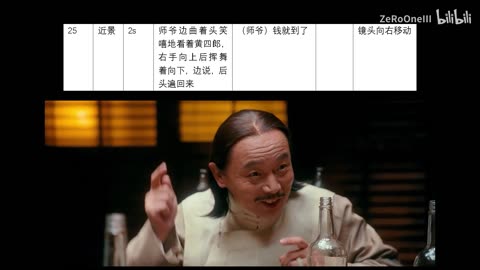 ZeRoOneIII bilibili
25 近景 2s 师爷边曲着头笑 (师爷) 钱就到了 镜头向右移动
嘻地看着黄四郎,
右手向上后挥舞
着向下, 边说, 后
头遍回来